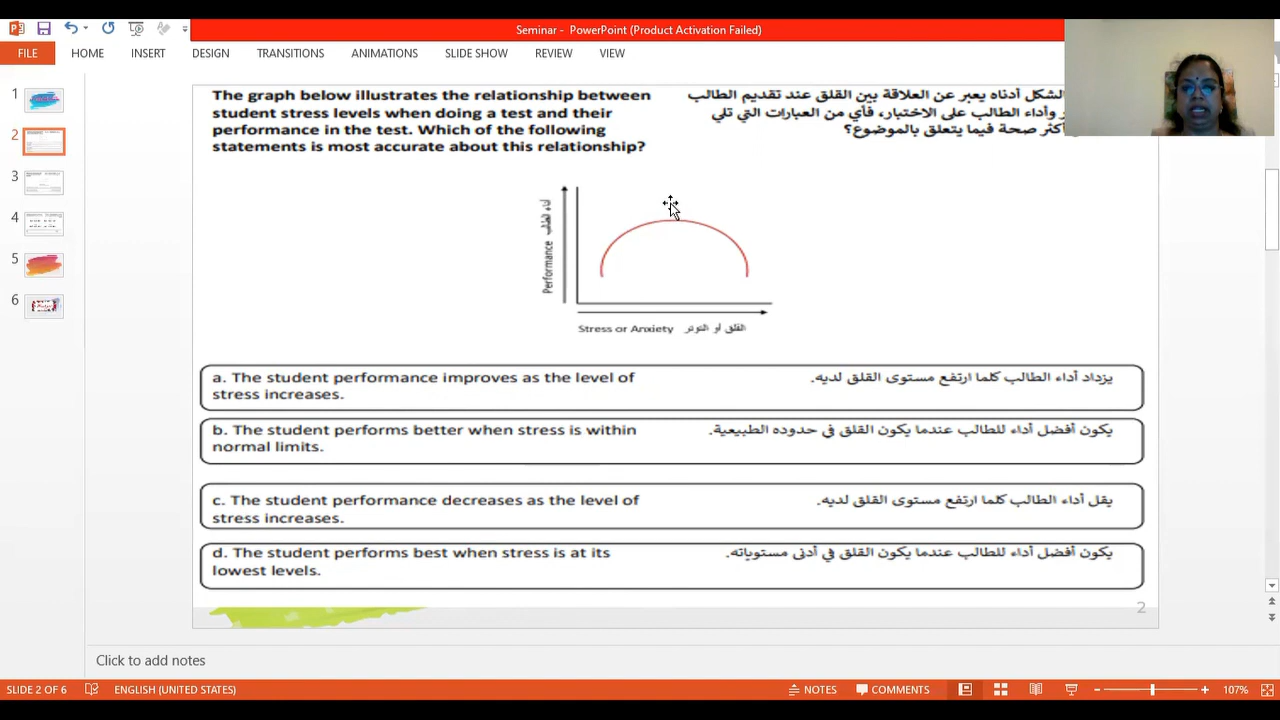 Seminar - PowerPoint (Product Activation Failed)
FILE
HOME
INSERT
DESIGN
TRANSITIONS
ANIMATIONS
SLIDE SHOW
REVIEW
VIEW
1
2
3
4
5
6
The graph below illustrates the relationship between
student stress levels when doing a test and their
performance in the test. Which of the following
statements is most accurate about this relationship?
الشكل أدناه يعبر عن العلاقة بين القلق عند تقديم الطالب
وأداء الطالب على الاختبار، فأي من العبارات التي تلي
أكثر صحة فيما يتعلق بالموضوع؟
Performance أداء الطالب
Stress or Anxiety القلق أو التوتر
a. The student performance improves as the level of
stress increases.
يزداد أداء الطالب كلما ارتفع مستوى القلق لديه.
b. The student performs better when stress is within
normal limits.
يكون أفضل أداء للطالب عندما يكون القلق في حدوده الطبيعية.
c. The student performance decreases as the level of
stress increases.
يقل أداء الطالب كلما ارتفع مستوى القلق لديه.
d. The student performs best when stress is at its
lowest levels.
يكون أفضل أداء للطالب عندما يكون القلق في أدنى مستوياته.
2
Click to add notes
SLIDE 2 OF 6
ENGLISH (UNITED STATES)
NOTES
COMMENTS
107%